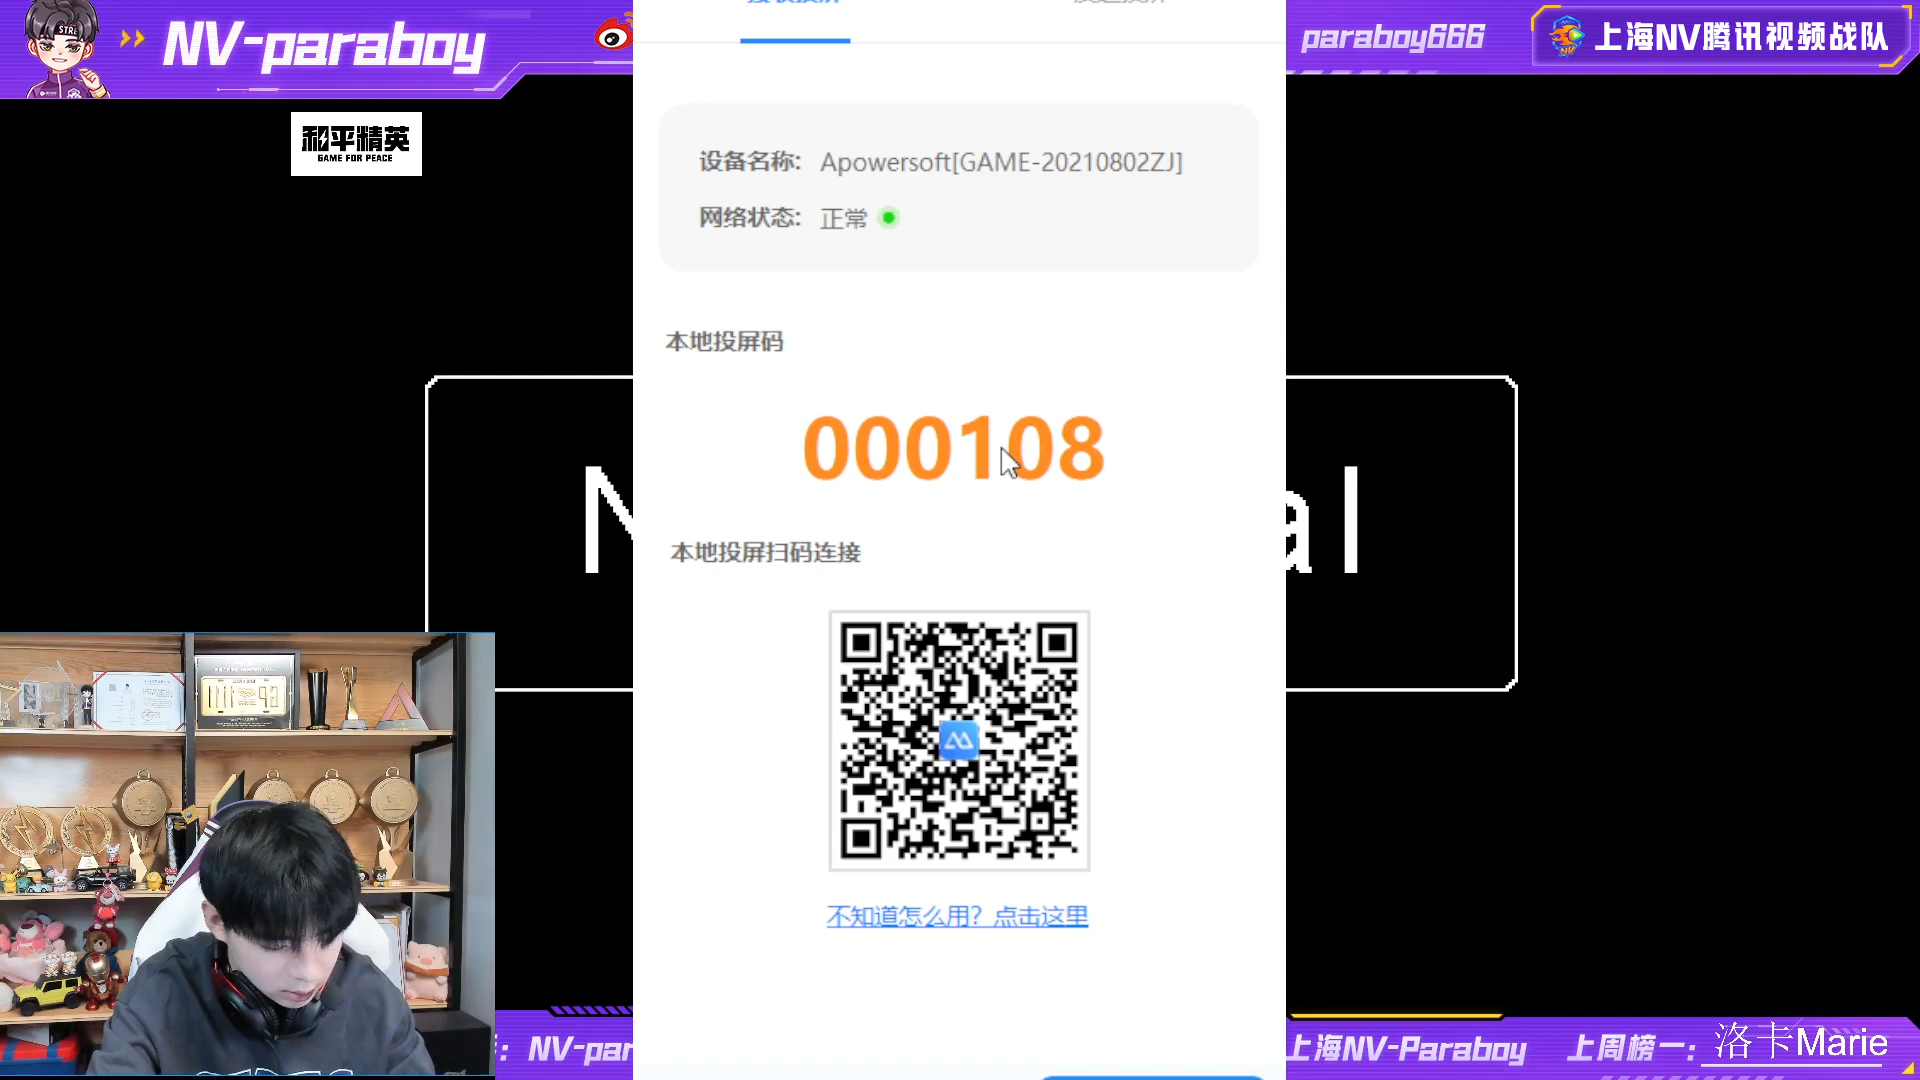 NV-paraboy
paraboy666
上海NV腾讯视频战队
和平精英
GAME FOR PEACE
设备名称: Apowersoft[GAME-20210802ZJ]
网络状态: 正常
本地投屏码
000108
N
al
本地投屏扫码连接
不知道怎么用? 点击这里
NV-par
上海NV-Paraboy
上周榜一:
洛卡Marie